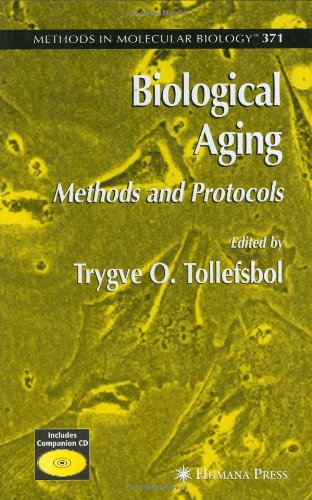 METHODS IN MOLECULAR BIOLOGY™ 371
Biological
Aging
Methods and Protocols
Edited by
Trygve O. Tollefsbol
Includes
Companion CD
HUMANA PRESS